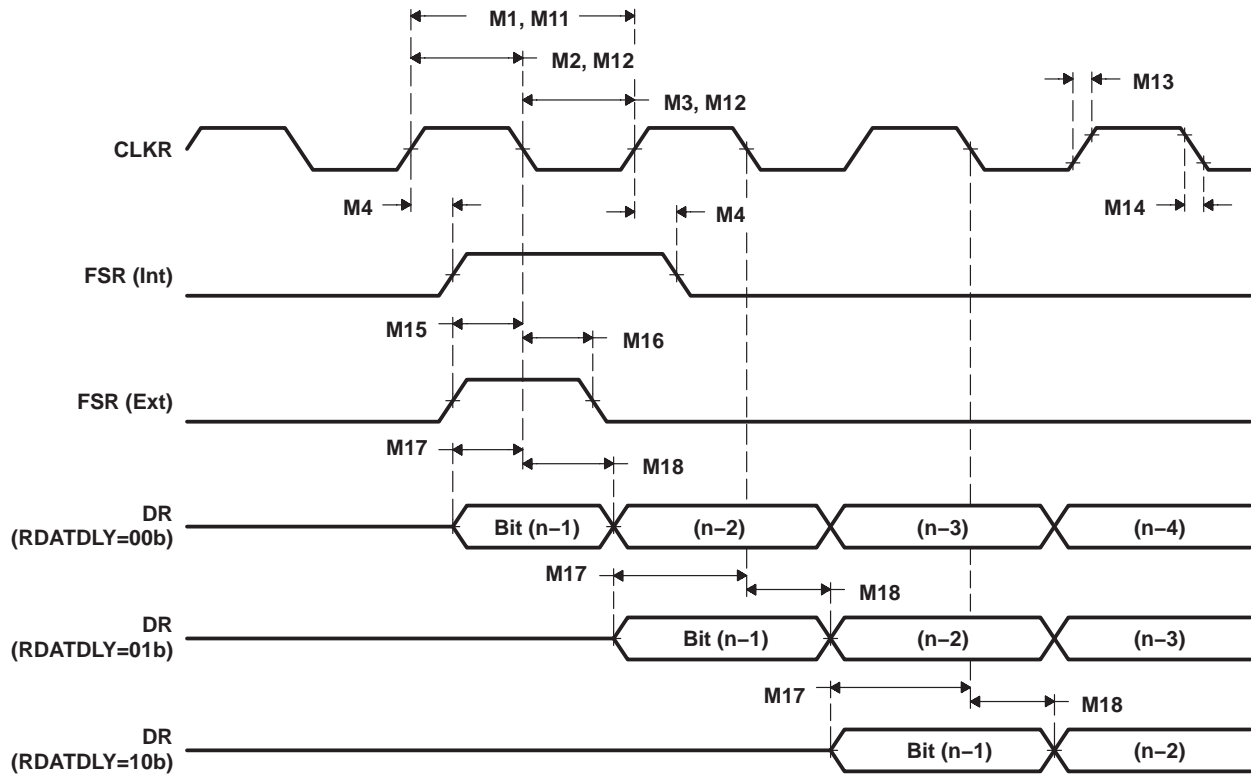 M1, M11
M2, M12
M3, M12
M13
CLKR
M4
M4
M14
FSR (Int)
M15
M16
FSR (Ext)
M17
M18
DR
(RDATDLY=00b)
Bit (n−1)
(n−2)
(n−3)
(n−4)
M17
M18
DR
(RDATDLY=01b)
Bit (n−1)
(n−2)
(n−3)
M17
M18
DR
(RDATDLY=10b)
Bit (n−1)
(n−2)